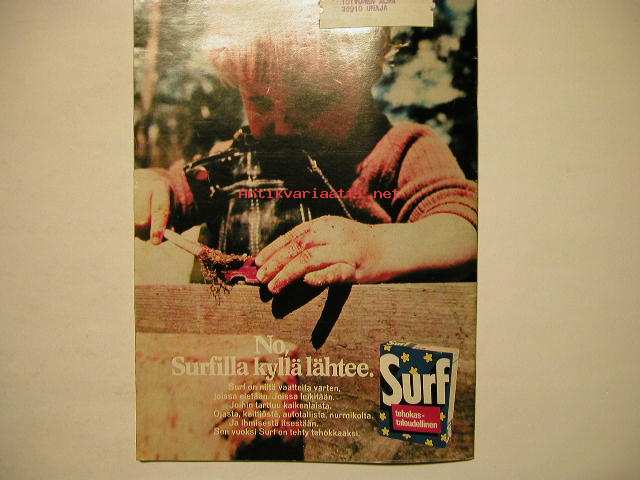 TOIVONEN
antikvariaatti.net
No,
Surfilla kyllä lähtee.
Surf on niitä vaatteita varten,
joissa eletään. Joissa leikitään.
Joihin tarttuu kaikenlaista.
Ojasta, keittiöstä, autotallista, nurmikolta.
Ja ihmisestä itsestään.
Sen vuoksi Surf on tehty tehokkaaksi.
Surf
tehokas-
taloudellinen